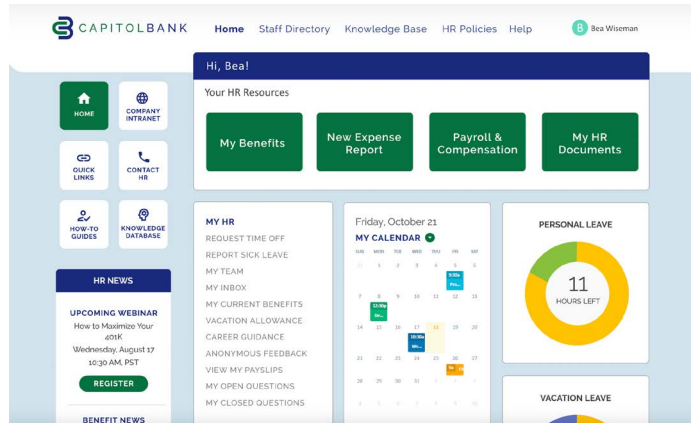 CAPITOLBANK
Home Staff Directory Knowledge Base HR Policies Help
B Bea Wiseman
Hi, Bea!
Your HR Resources
My Benefits
New Expense
Report
Payroll &
Compensation
My HR
Documents
HOME
COMPANY
INTRANET
QUICK
LINKS
CONTACT
HR
HOW-TO
GUIDES
KNOWLEDGE
DATABASE
HR NEWS
UPCOMING WEBINAR
How to Maximize Your
401K
Wednesday, August 17
10:30 AM, PST
REGISTER
BENEFIT NEWS
MY HR
REQUEST TIME OFF
REPORT SICK LEAVE
MY TEAM
MY INBOX
MY CURRENT BENEFITS
VACATION ALLOWANCE
CAREER GUIDANCE
ANONYMOUS FEEDBACK
VIEW MY PAYSLIPS
MY OPEN QUESTIONS
MY CLOSED QUESTIONS
Friday, October 21
MY CALENDAR
SUN MON TUE WED THU FRI SAT
1 2 3 4 5 6
9:30a
Pre...
7 8 9 10 11 12 13
12:30p
14 15 16 17 18 19 20
10:30a
21 22 23 24 25 26 27
28 29 30 31
PERSONAL LEAVE
11
HOURS LEFT
VACATION LEAVE